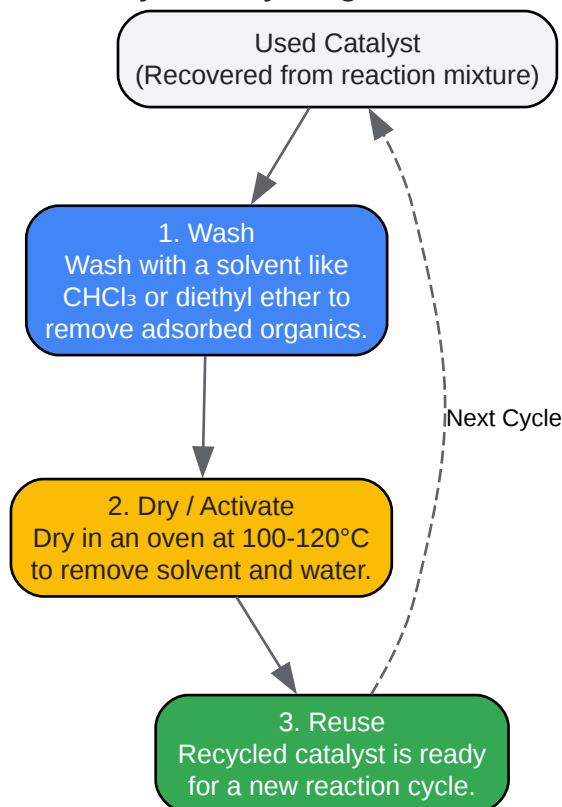 Used Catalyst
(Recovered from reaction mixture)
1. Wash
Wash with a solvent like
CHCl₃ or diethyl ether to
remove adsorbed organics.
Next Cycle
2. Dry / Activate
Dry in an oven at 100-120°C
to remove solvent and water.
3. Reuse
Recycled catalyst is ready
for a new reaction cycle.